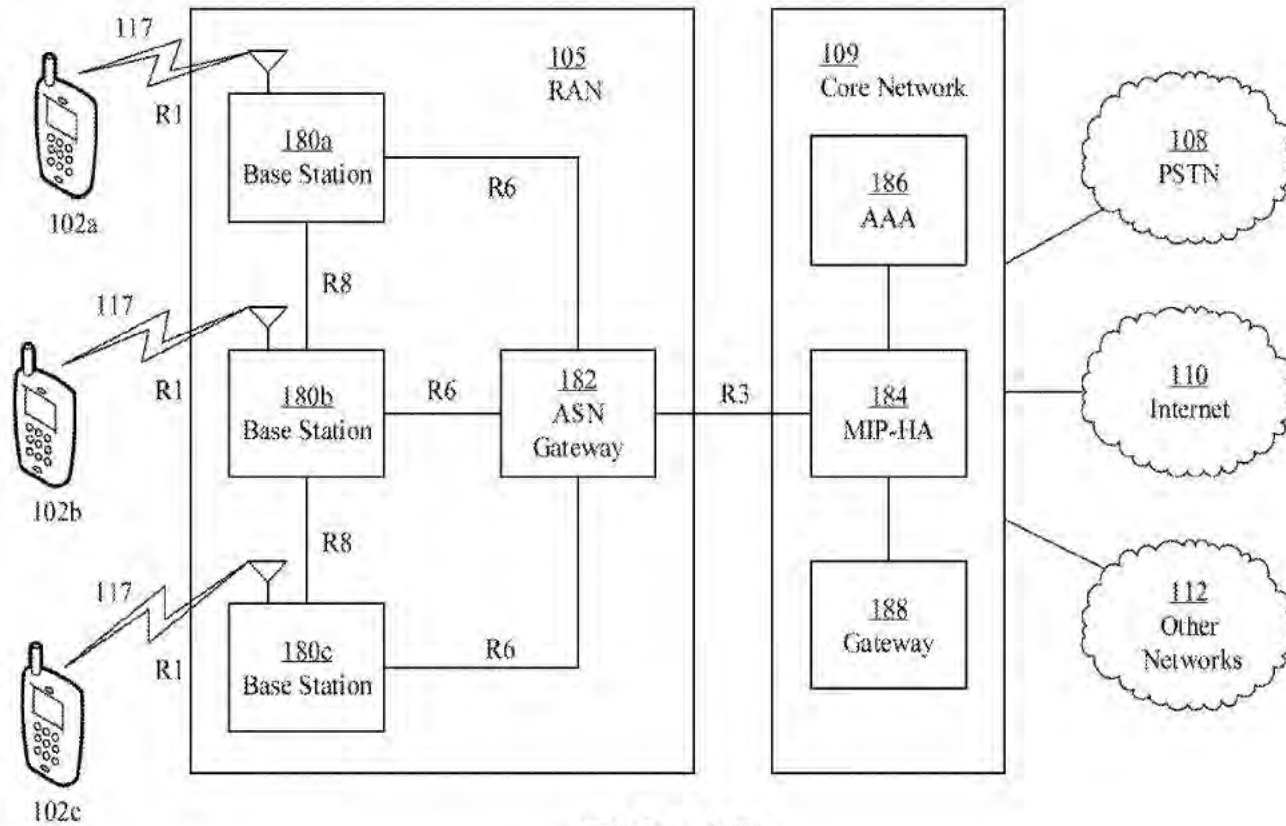 117
R1
102a
117
R1
102b
117
R1
102c
105
RAN
180a
Base Station
R6
R8
180b
Base Station
R6
182
ASN
Gateway
R8
180c
Base Station
R6
R3
109
Core Network
186
AAA
184
MIP-HA
188
Gateway
108
PSTN
110
Internet
112
Other
Networks